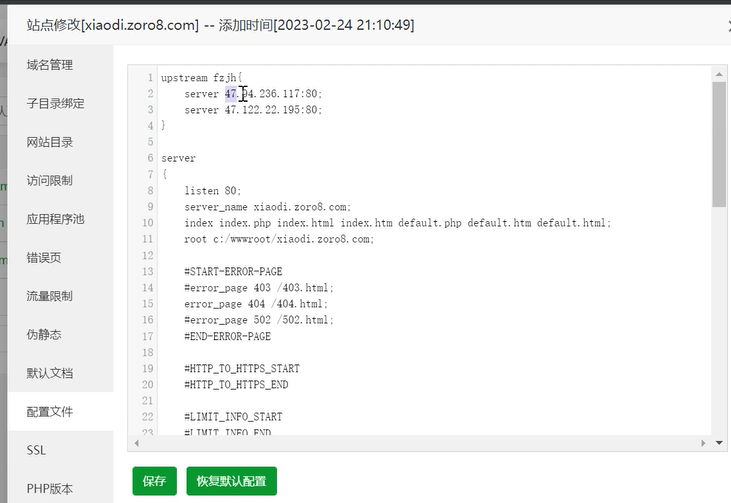 站点修改[xiaodi.zoro8.com] -- 添加时间[2023-02-24 21:10:49]
域名管理
子目录绑定
网站目录
访问限制
应用程序池
错误页
流量限制
伪静态
默认文档
配置文件
SSL
PHP版本
1 upstream fzjh{
2 server 47.94.236.117:80;
3 server 47.122.22.195:80;
4 }
5
6 server
7 {
8 listen 80;
9 server_name xiaodi.zoro8.com;
10 index index.php index.html index.htm default.php default.htm default.html;
11 root c:/wwwroot/xiaodi.zoro8.com;
12
13 #START-ERROR-PAGE
14 #error_page 403 /403.html;
15 error_page 404 /404.html;
16 #error_page 502 /502.html;
17 #END-ERROR-PAGE
18
19 #HTTP_TO_HTTPS_START
20 #HTTP_TO_HTTPS_END
21
22 #LIMIT_INFO_START
23 #LIMIT_INFO_END
保存
恢复默认配置